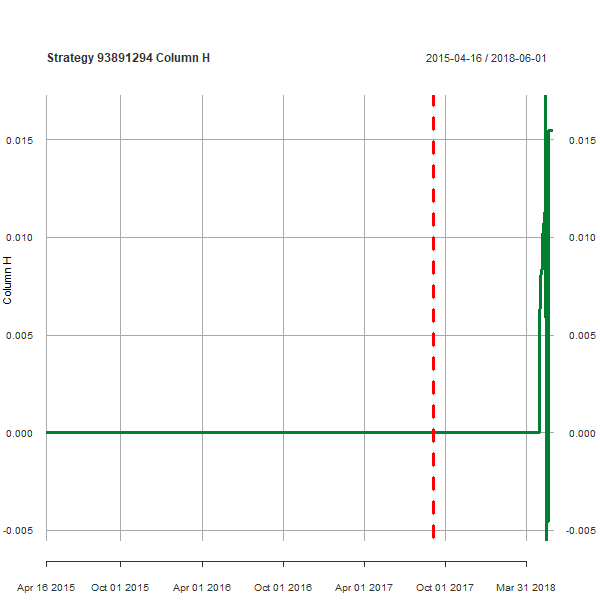 Strategy 93891294 Column H
2015-04-16 / 2018-06-01
0.015
0.015
0.010
0.010
Column H
0.005
0.005
0.000
0.000
-0.005
-0.005
Apr 16 2015
Oct 01 2015
Apr 01 2016
Oct 01 2016
Apr 01 2017
Oct 01 2017
Mar 31 2018